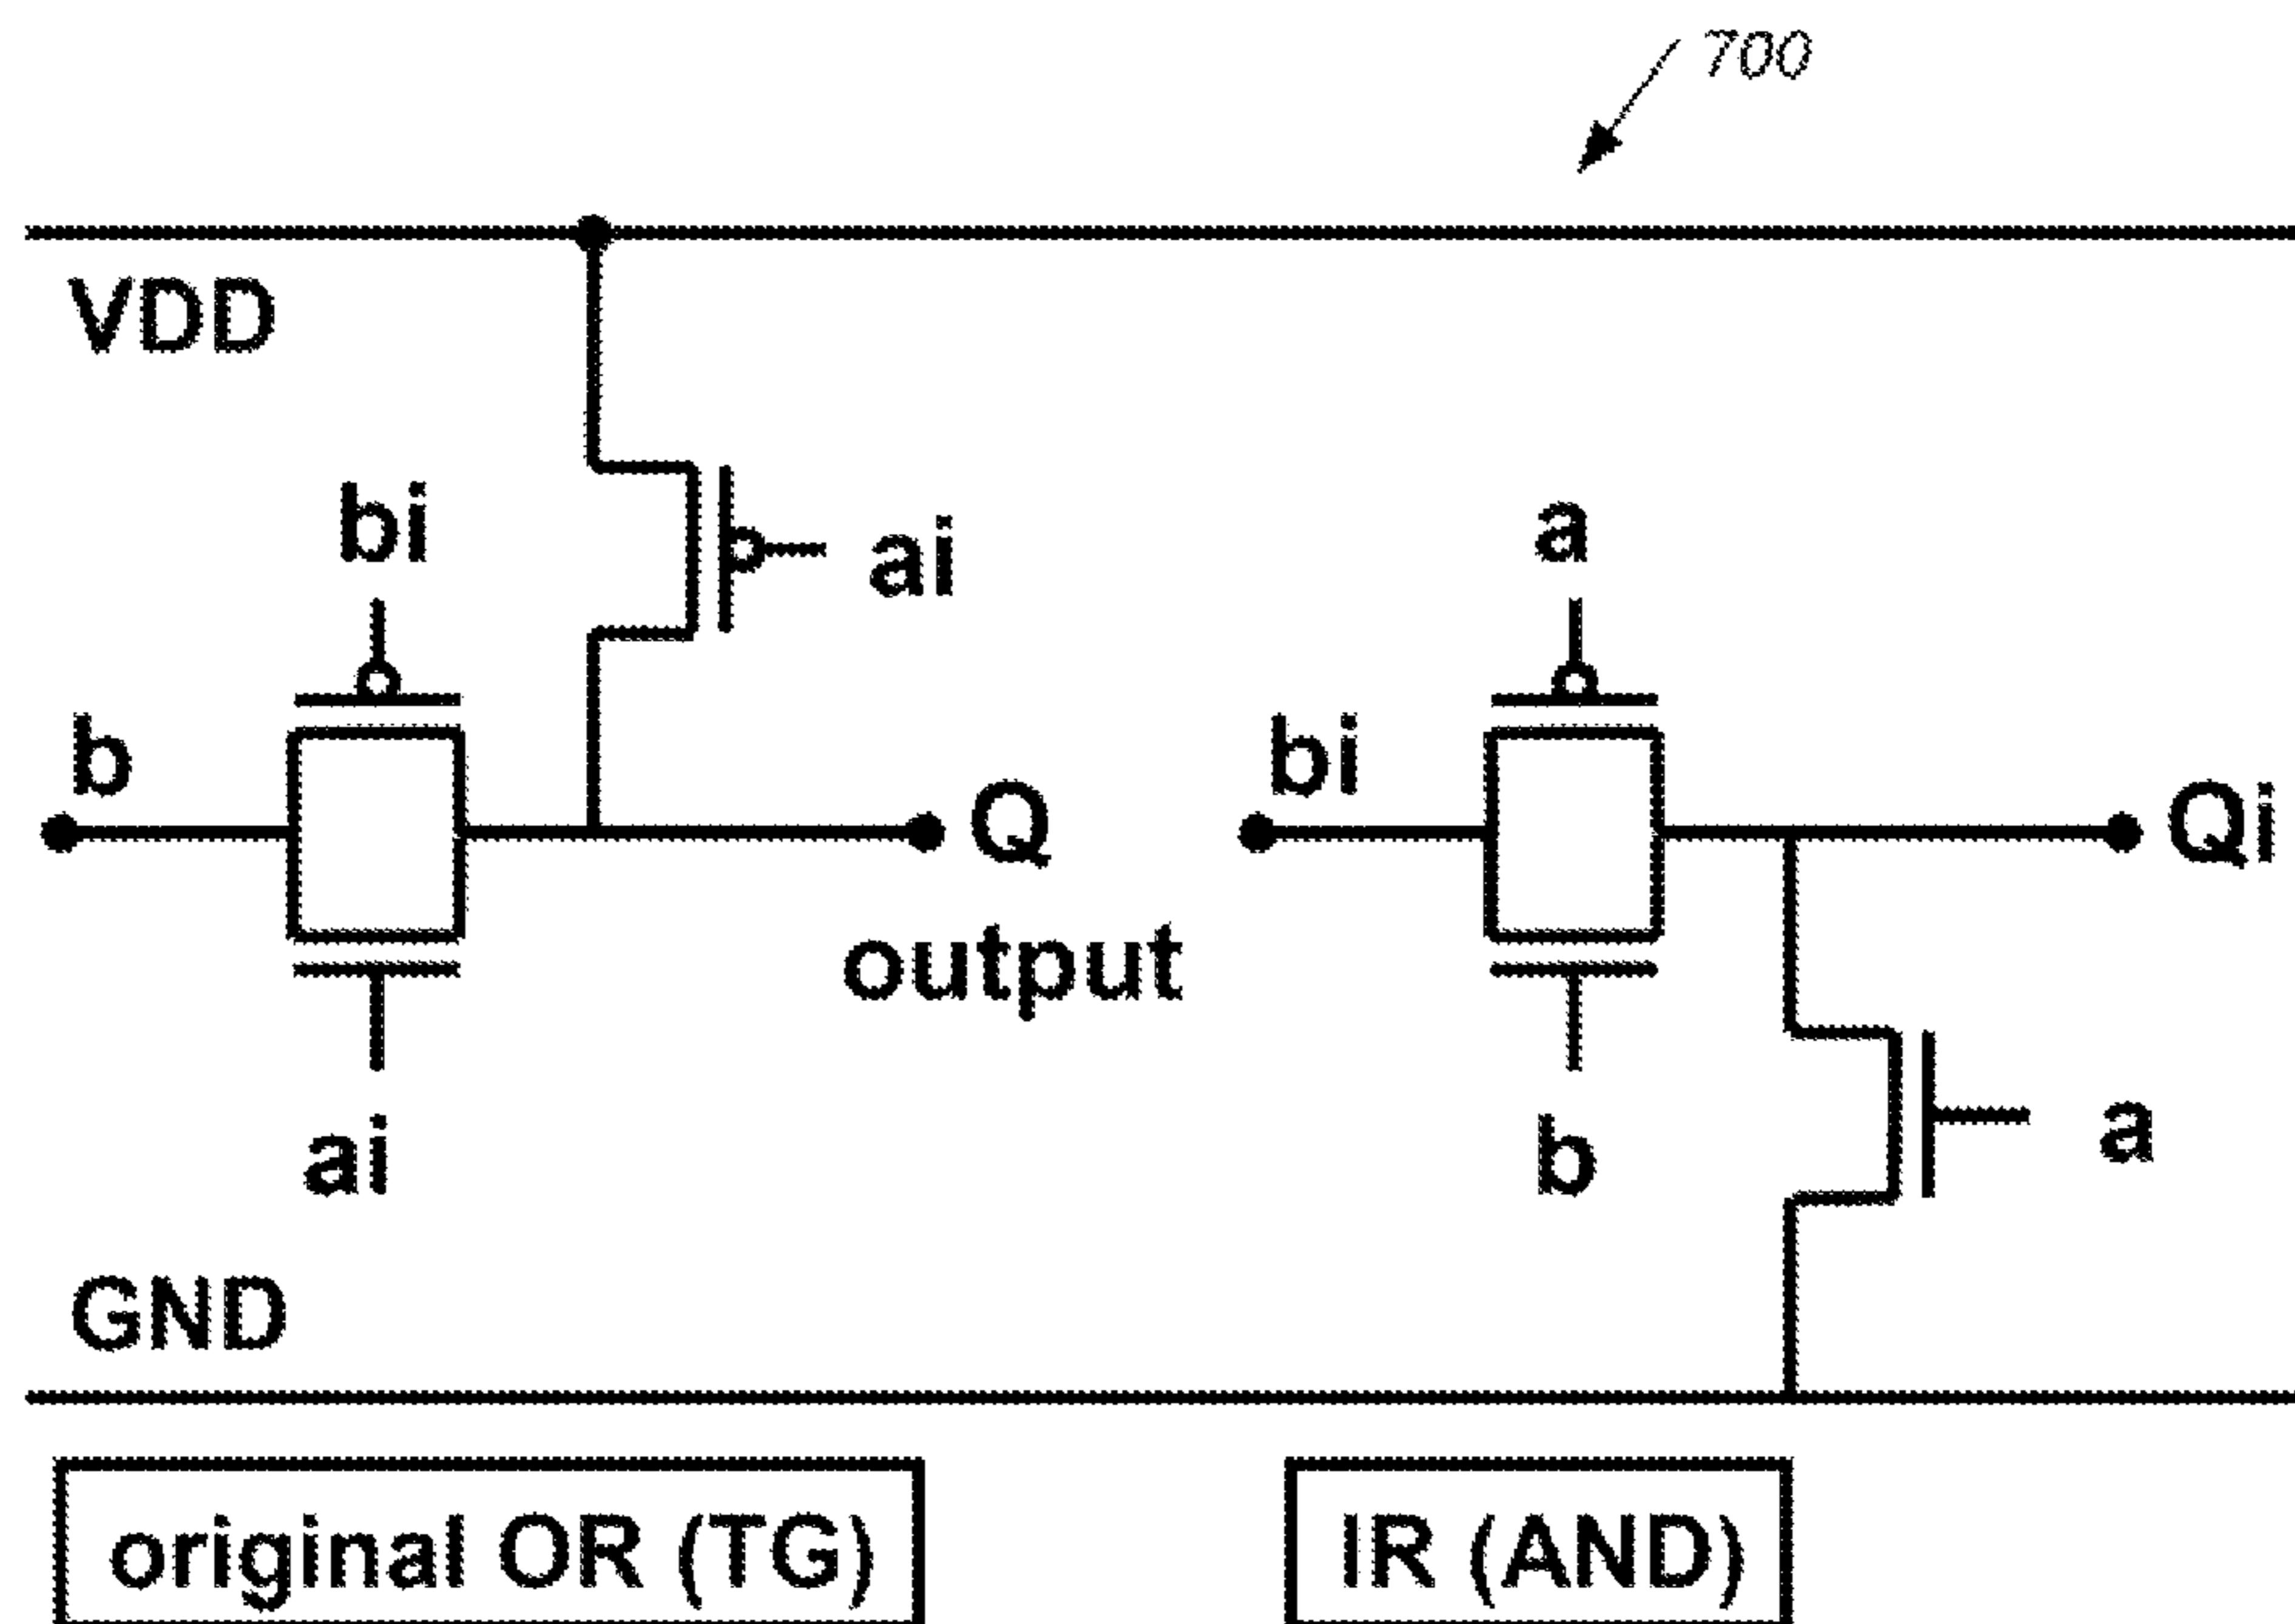 700
VDD
bi
ai
b
Q
output
ai
a
bi
Qi
b
a
GND
original OR (TG)
IR (AND)